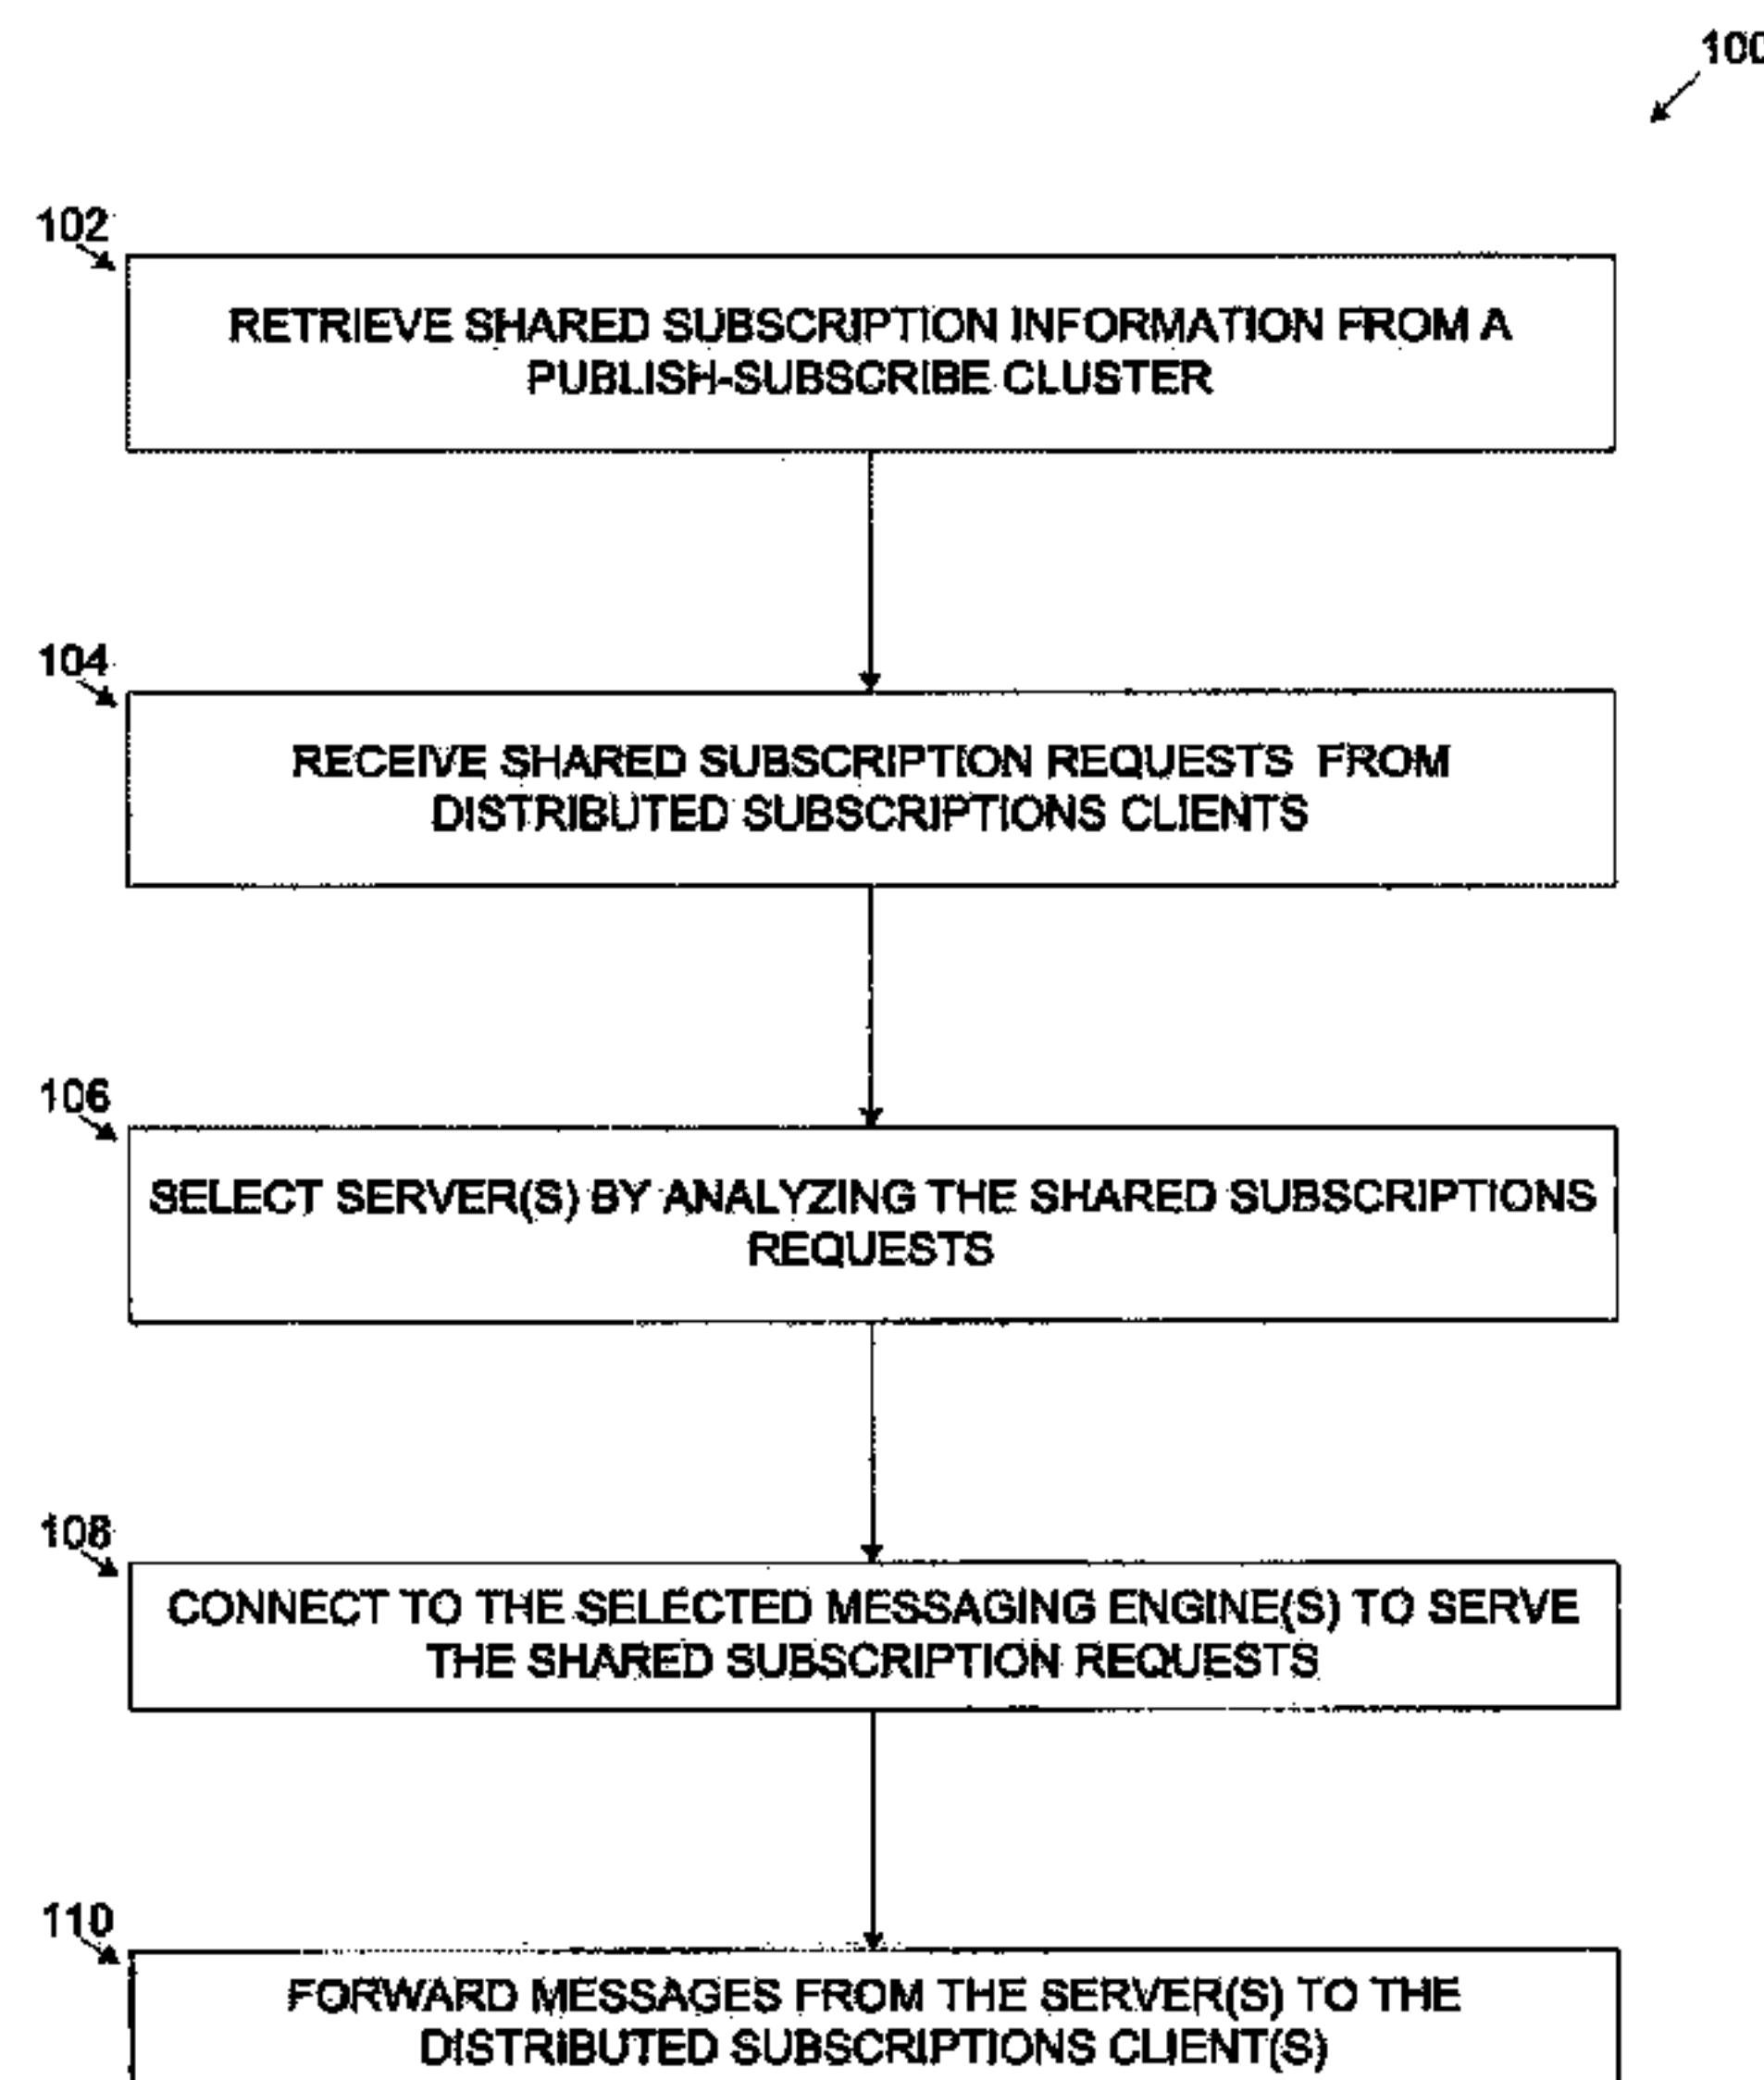 100
102
RETRIEVE SHARED SUBSCRIPTION INFORMATION FROM A
PUBLISH-SUBSCRIBE CLUSTER
104
RECEIVE SHARED SUBSCRIPTION REQUESTS FROM
DISTRIBUTED SUBSCRIPTIONS CLIENTS
106
SELECT SERVER(S) BY ANALYZING THE SHARED SUBSCRIPTIONS
REQUESTS
108
CONNECT TO THE SELECTED MESSAGING ENGINE(S) TO SERVE
THE SHARED SUBSCRIPTION REQUESTS
110
FORWARD MESSAGES FROM THE SERVER(S) TO THE
DISTRIBUTED SUBSCRIPTIONS CLIENT(S)